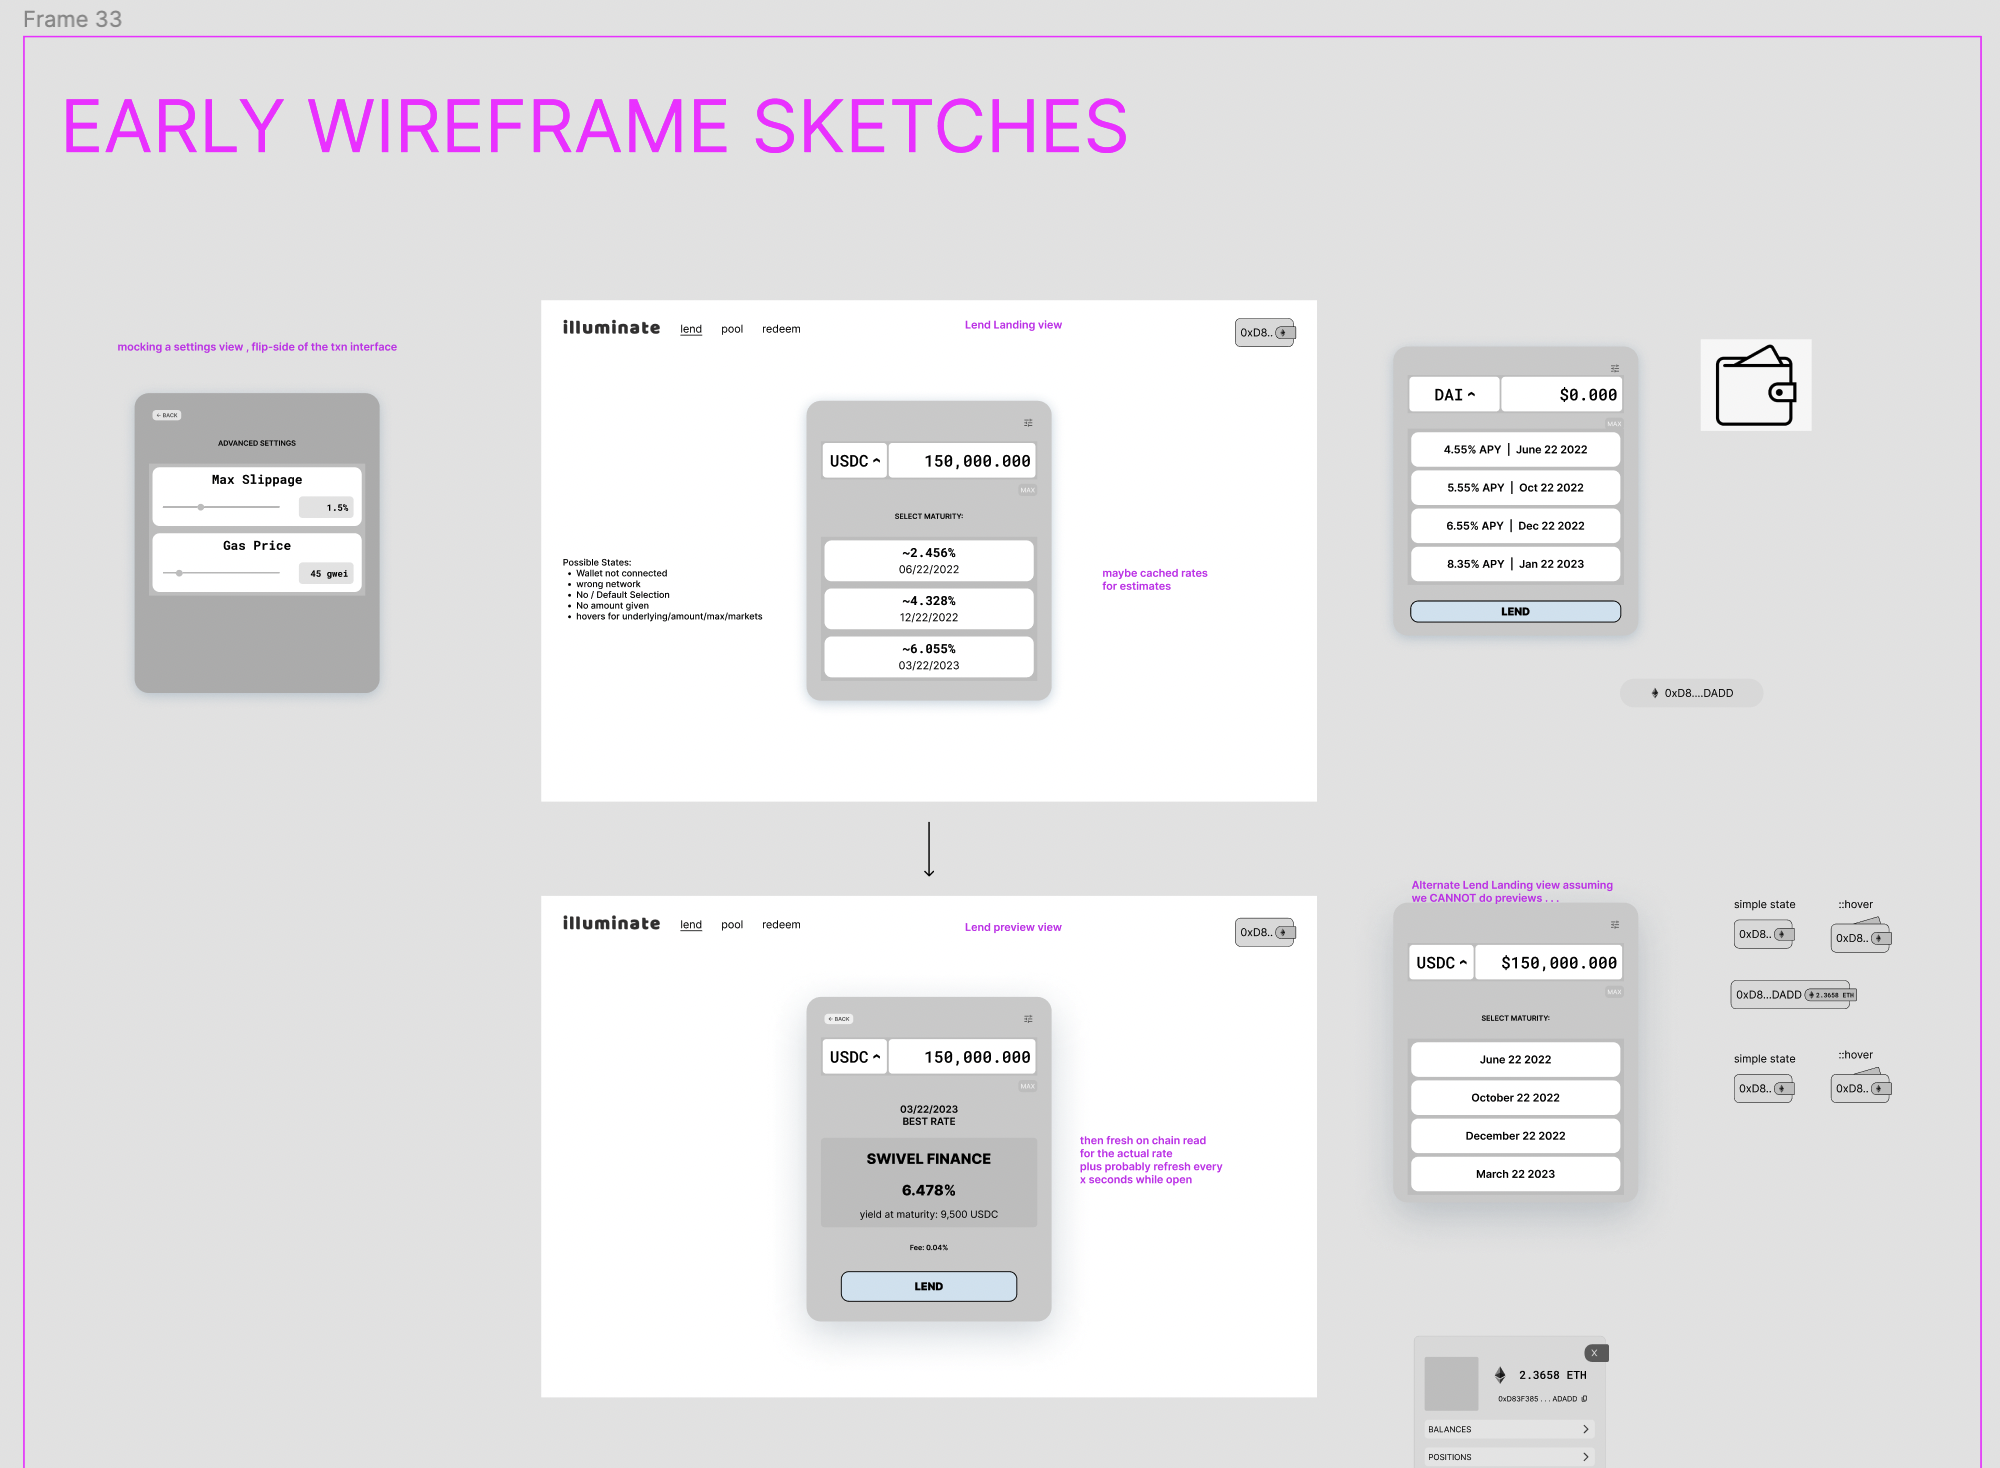 Frame 33
EARLY WIREFRAME SKETCHES
mocking a settings view , flip-side of the txn interface
← BACK
ADVANCED SETTINGS
Max Slippage
1.5%
Gas Price
45 gwei
illuminate lend pool redeem
Lend Landing view
0xD8..
USDC
150,000.000
MAX
SELECT MATURITY:
~2.456%
06/22/2022
~4.328%
12/22/2022
~6.055%
03/22/2023
Possible States:
• Wallet not connected
• wrong network
• No / Default Selection
• No amount given
• hovers for underlying/amount/max/markets
maybe cached rates
for estimates
DAI
$0.000
MAX
4.55% APY | June 22 2022
5.55% APY | Oct 22 2022
6.55% APY | Dec 22 2022
8.35% APY | Jan 22 2023
LEND
0xD8....DADD
illuminate lend pool redeem
Lend preview view
0xD8..
← BACK
USDC
150,000.000
MAX
03/22/2023
BEST RATE
SWIVEL FINANCE
6.478%
yield at maturity: 9,500 USDC
Fee: 0.04%
LEND
then fresh on chain read
for the actual rate
plus probably refresh every
x seconds while open
Alternate Lend Landing view assuming
we CANNOT do previews . . .
USDC
$150,000.000
MAX
SELECT MATURITY:
June 22 2022
October 22 2022
December 22 2022
March 22 2023
simple state
::hover
0xD8..
0xD8..
0xD8...DADD 2.3658 ETH
simple state
::hover
0xD8..
0xD8..
X
2.3658 ETH
0xD83F385 . . . ADADD
BALANCES
POSITIONS